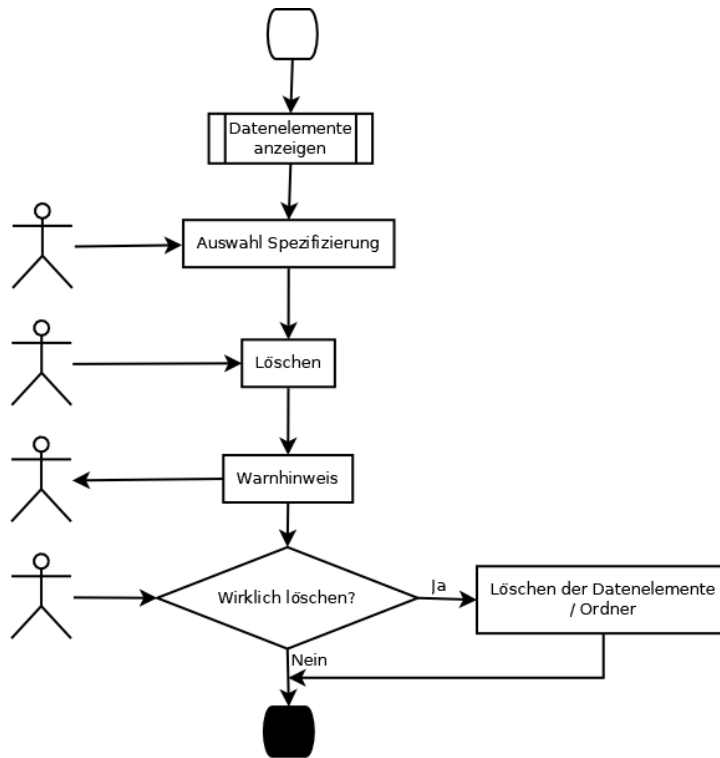 Datenelemente
anzeigen
Auswahl Spezifizierung
Löschen
Warnhinweis
Wirklich löschen?
Ja
Löschen der Datenelemente
/ Ordner
Nein